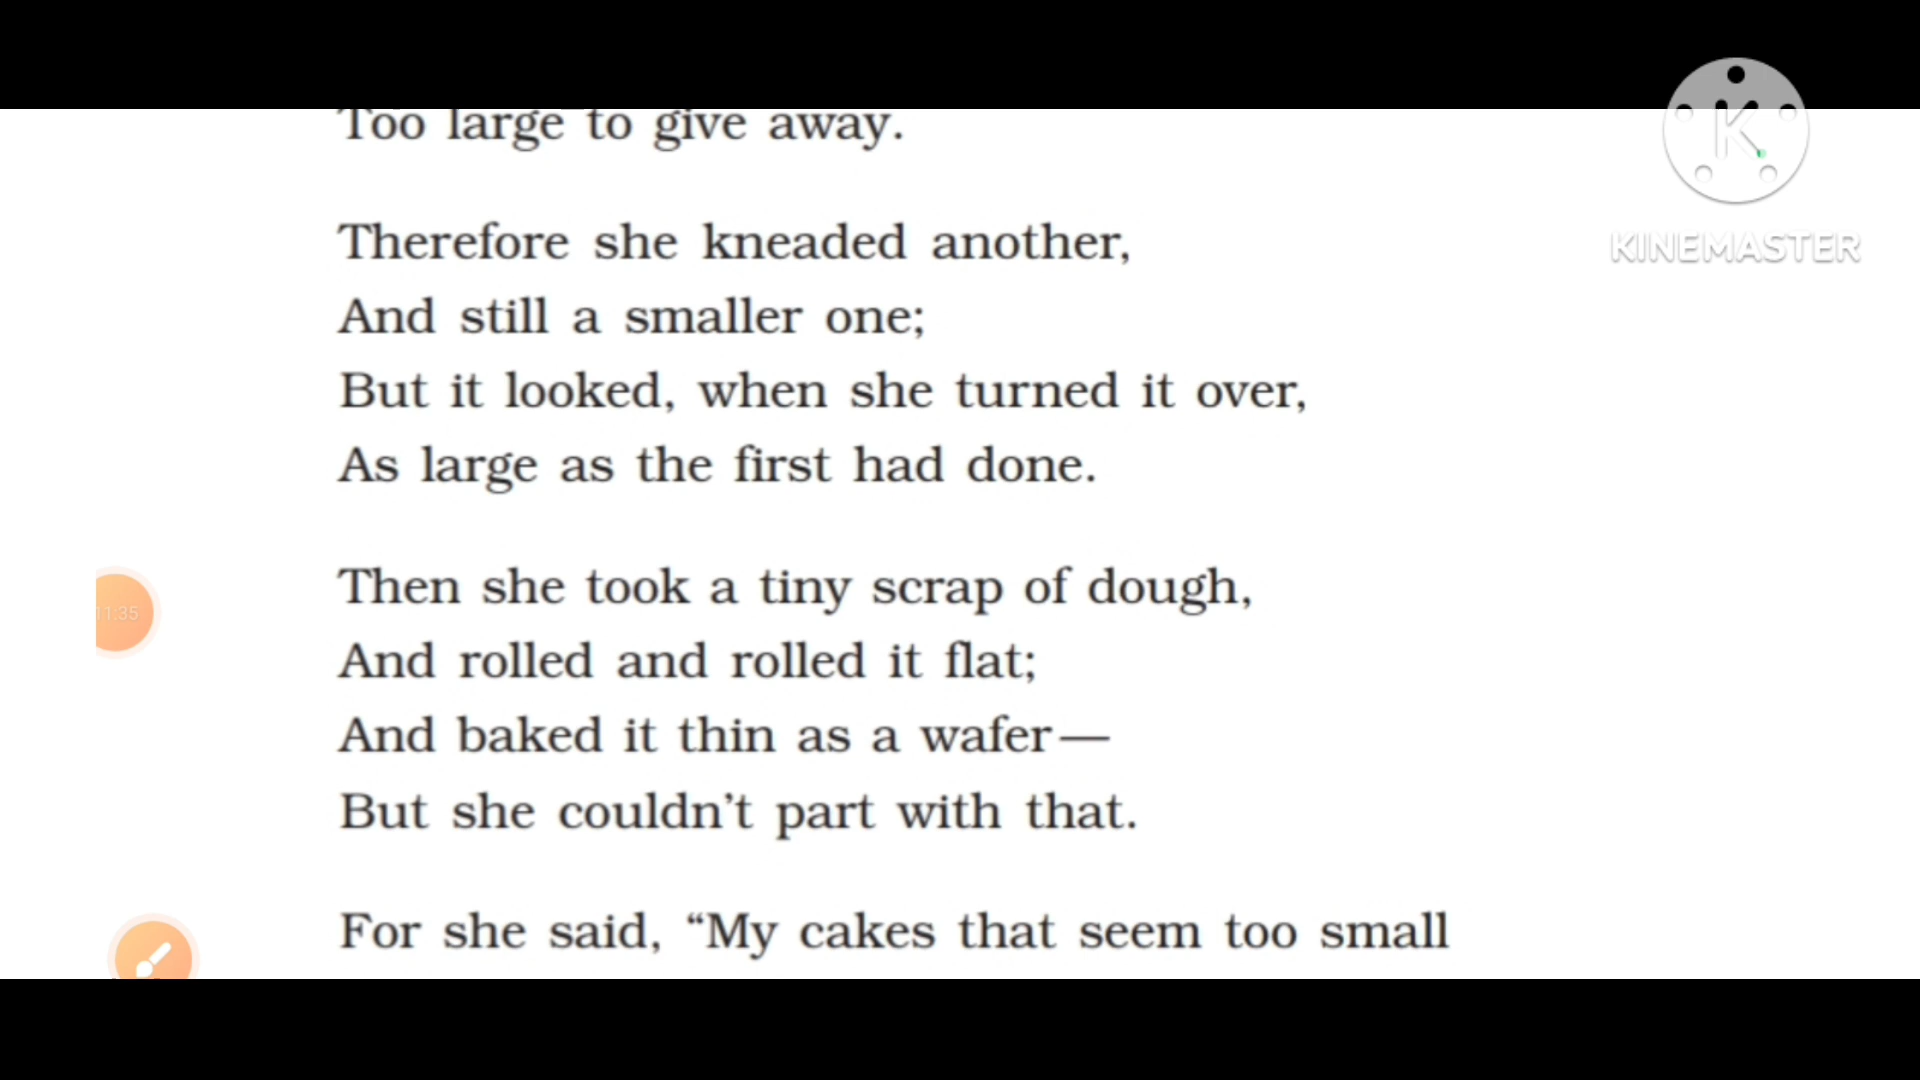 Too large to give away.
Therefore she kneaded another,
And still a smaller one;
But it looked, when she turned it over,
As large as the first had done.
Then she took a tiny scrap of dough,
And rolled and rolled it flat;
And baked it thin as a wafer—
But she couldn't part with that.
For she said, “My cakes that seem too small
K
KINEMASTER
11:35